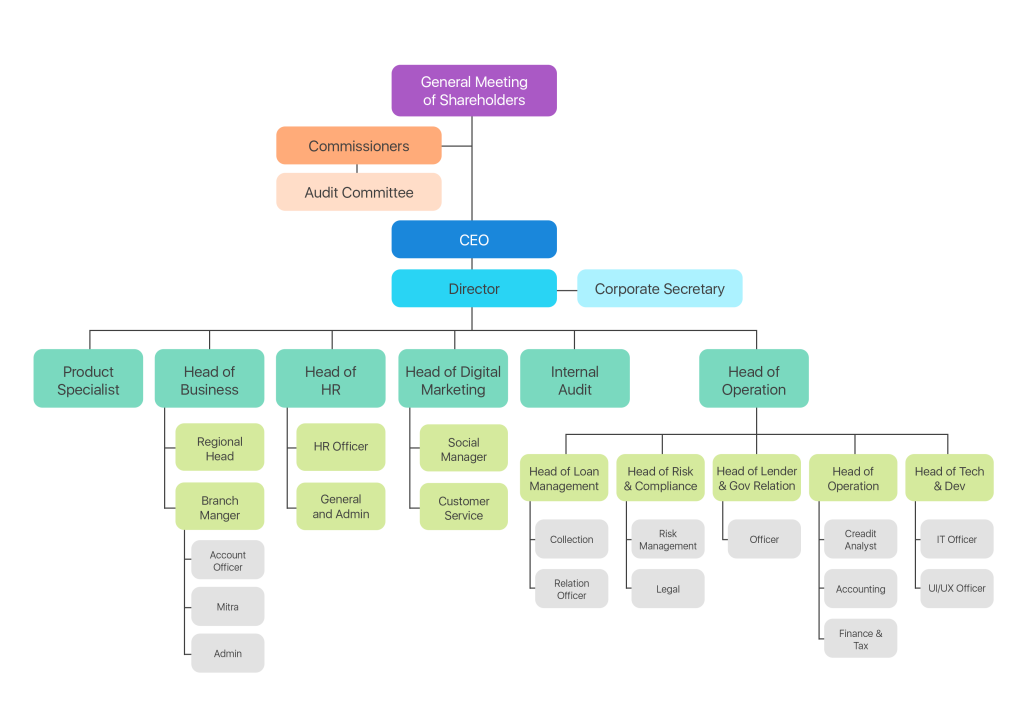 General Meeting
of Shareholders
Commissioners
Audit Committee
CEO
Director
Corporate Secretary
Product
Specialist
Head of
Business
Head of
HR
Head of Digital
Marketing
Internal
Audit
Head of
Operation
Regional
Head
Branch
Manger
Account
Officer
Mitra
Admin
HR Officer
General
and Admin
Social
Manager
Customer
Service
Head of Loan
Management
Collection
Relation
Officer
Head of Risk
& Compliance
Risk
Management
Legal
Head of Lender
& Gov Relation
Officer
Head of
Operation
Creadit
Analyst
Accounting
Finance &
Tax
Head of Tech
& Dev
IT Officer
UI/UX Officer